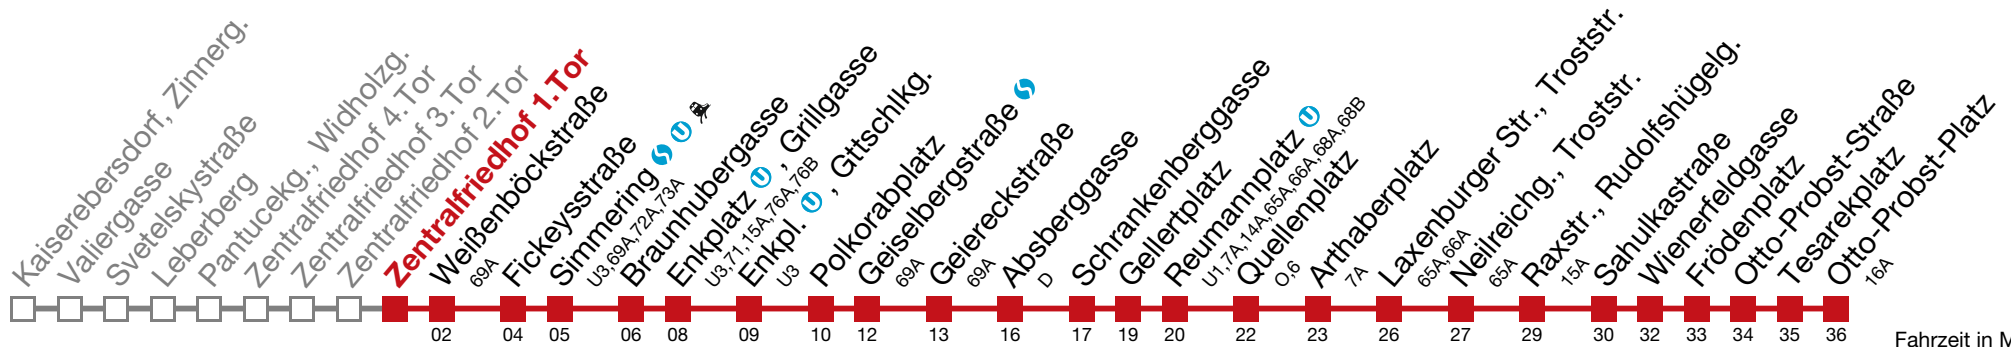 Kaiserebersdorf, Zinnerg.
Valiergasse
Svetelskystraße
Leberberg
Pantucekg., Widholzg.
Zentralfriedhof 4.Tor
Zentralfriedhof 3.Tor
Zentralfriedhof 2.Tor
Zentralfriedhof 1.Tor
Weißenböckstraße
69A
Fickeysstraße
Simmering S U
U3,69A,72A,73A
Braunhubergasse
Enkplatz U , Grillgasse
U3,71,15A,76A,76B
Enkpl. U , Gttschlkg.
U3
Polkorabplatz
Geiselbergstraße S
69A
Geiereckstraße
69A
Absberggasse
D
Schrankenberggasse
Gellertplatz
Reumannplatz U
U1,7A,14A,65A,66A,68A,68B
Quellenplatz
O,6
Arthaberplatz
7A
Laxenburger Str., Troststr.
65A,66A
Neilreichg., Troststr.
65A
Raxstr., Rudolfshügelg.
15A
Sahulkastraße
Wienerfeldgasse
Frödenplatz
Otto-Probst-Straße
Tesarekplatz
Otto-Probst-Platz
16A
02 04 05 06 08 09 10 12 13 16 17 19 20 22 23 26 27 29 30 32 33 34 35 36
Fahrzeit in M